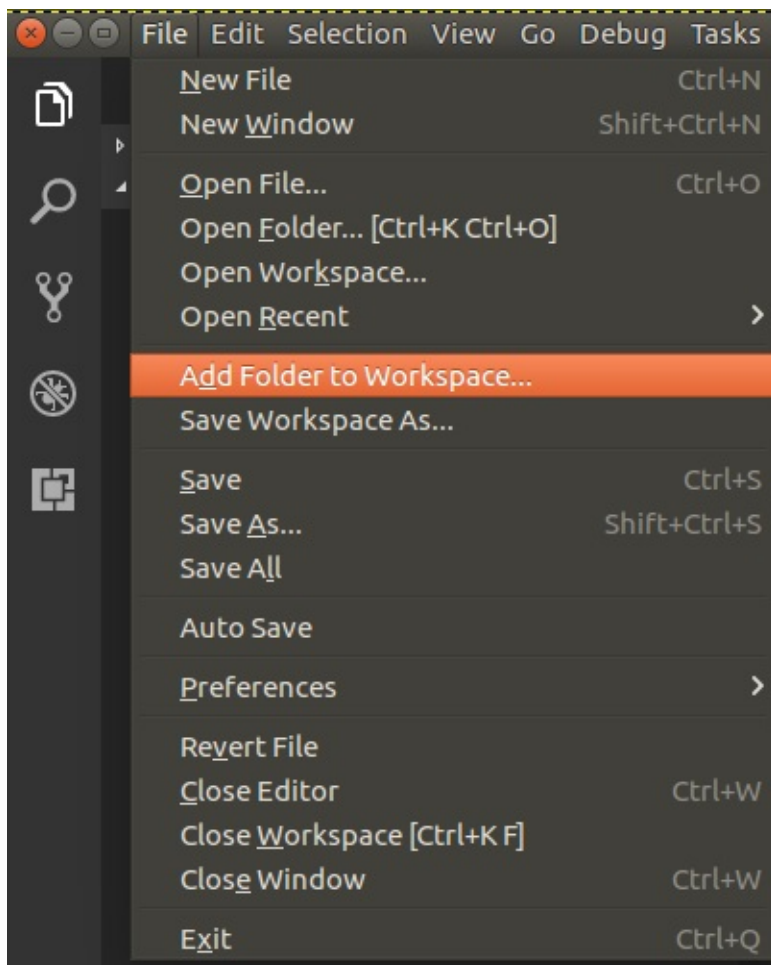 File Edit Selection View Go Debug Tasks
New File Ctrl+N
New Window Shift+Ctrl+N
Open File... Ctrl+O
Open Folder... [Ctrl+K Ctrl+O]
Open Workspace...
Open Recent
Add Folder to Workspace...
Save Workspace As...
Save Ctrl+S
Save As... Shift+Ctrl+S
Save All
Auto Save
Preferences
Revert File
Close Editor Ctrl+W
Close Workspace [Ctrl+K F]
Close Window Ctrl+W
Exit Ctrl+Q